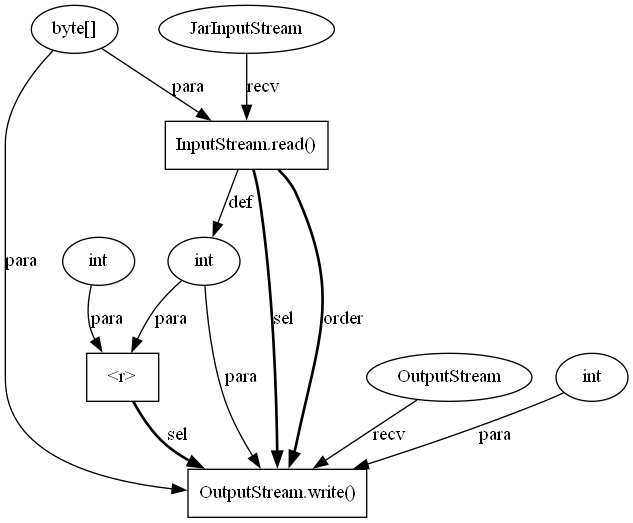 byte[]
JarInputStream
para
recv
InputStream.read()
def
int
int
para
para
para
sel
order
<r>
para
OutputStream
int
sel
recv
para
OutputStream.write()